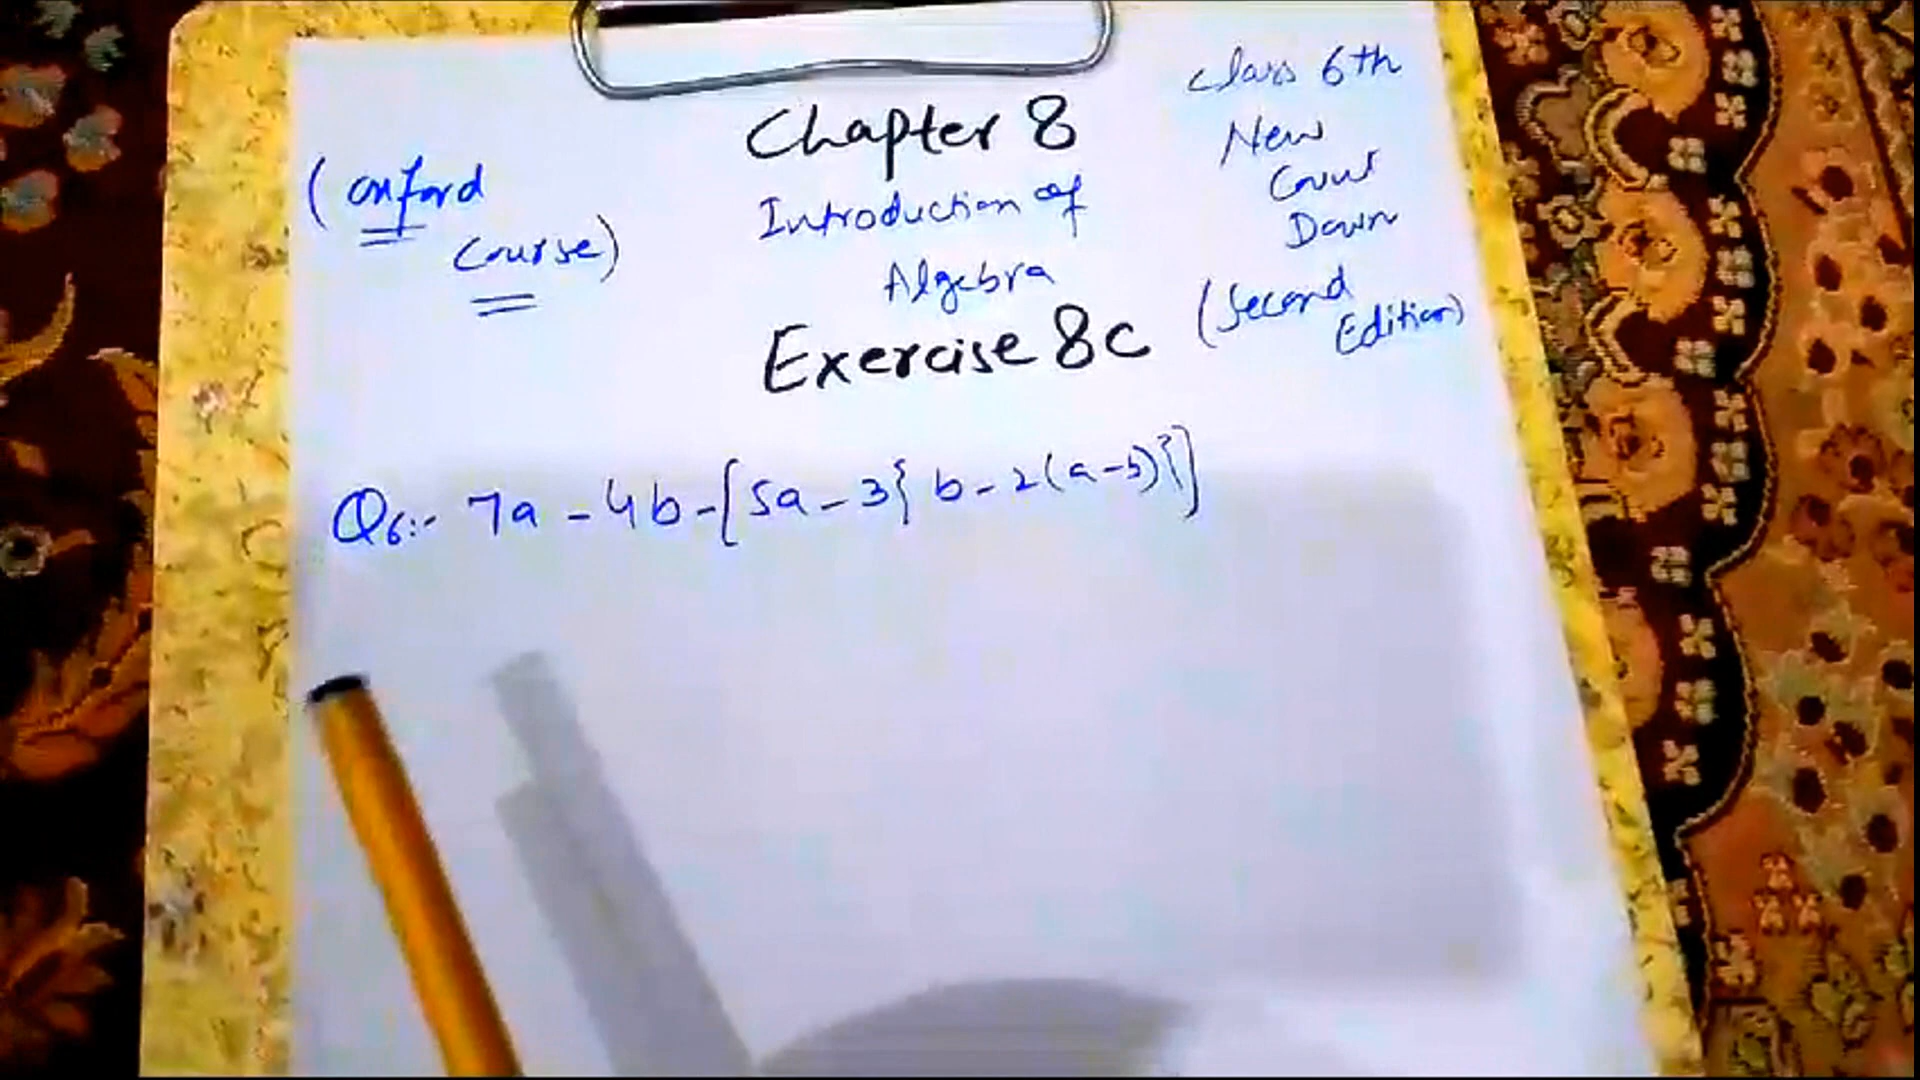 Class 6th
Chapter 8
New
(Oxford
Count
Introduction of
Down
Course)
Algebra
(Second
Edition)
Exercise 8c
Q6:- 7a - 4b - [5a - 3{ b - 2(a - b)}]